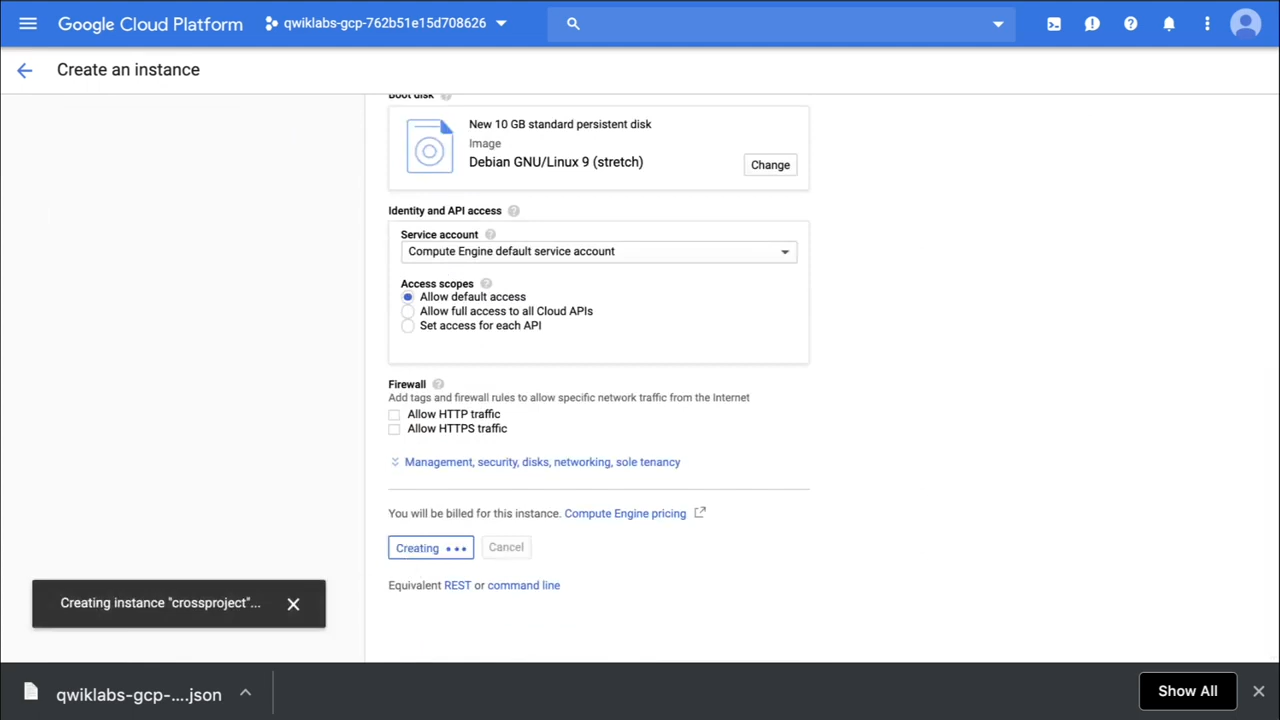 Google Cloud Platform
qwiklabs-gcp-762b51e15d708626
Create an instance
Boot disk
New 10 GB standard persistent disk
Image
Debian GNU/Linux 9 (stretch)
Change
Identity and API access
Service account
Compute Engine default service account
Access scopes
Allow default access
Allow full access to all Cloud APIs
Set access for each API
Firewall
Add tags and firewall rules to allow specific network traffic from the Internet
Allow HTTP traffic
Allow HTTPS traffic
Management, security, disks, networking, sole tenancy
You will be billed for this instance. Compute Engine pricing
Creating
Cancel
Equivalent REST or command line
Creating instance "crossproject"...
qwiklabs-gcp-....json
Show All